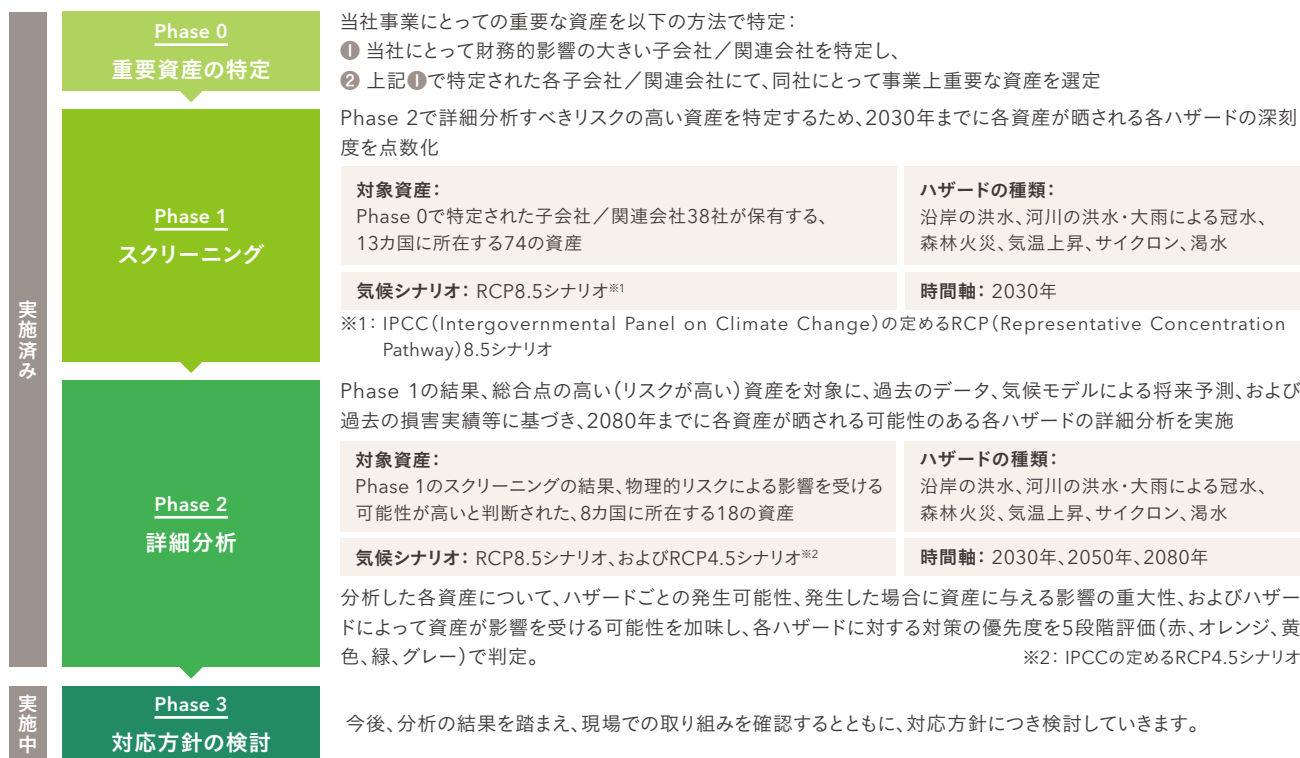 実施済み
Phase 0
重要資産の特定
当社事業にとっての重要な資産を以下の方法で特定：
❶ 当社にとって財務的影響の大きい子会社／関連会社を特定し、
❷ 上記❶で特定された各子会社／関連会社にて、同社にとって事業上重要な資産を選定
Phase 1
スクリーニング
Phase 2で詳細分析すべきリスクの高い資産を特定するため、2030年までに各資産が晒される各ハザードの深刻
度を点数化
対象資産：
Phase 0で特定された子会社／関連会社38社が保有する、
13カ国に所在する74の資産
ハザードの種類：
沿岸の洪水、河川の洪水・大雨による冠水、
森林火災、気温上昇、サイクロン、渇水
気候シナリオ： RCP8.5シナリオ※1
時間軸： 2030年
※1： IPCC（Intergovernmental Panel on Climate Change）の定めるRCP（Representative Concentration
Pathway）8.5シナリオ
Phase 2
詳細分析
Phase 1の結果、総合点の高い（リスクが高い）資産を対象に、過去のデータ、気候モデルによる将来予測、および
過去の損害実績等に基づき、2080年までに各資産が晒される可能性のある各ハザードの詳細分析を実施
対象資産：
Phase 1のスクリーニングの結果、物理的リスクによる影響を受ける
可能性が高いと判断された、8カ国に所在する18の資産
ハザードの種類：
沿岸の洪水、河川の洪水・大雨による冠水、
森林火災、気温上昇、サイクロン、渇水
気候シナリオ： RCP8.5シナリオ、およびRCP4.5シナリオ※2
時間軸： 2030年、2050年、2080年
分析した各資産について、ハザードごとの発生可能性、発生した場合に資産に与える影響の重大性、およびハザー
ドによって資産が影響を受ける可能性を加味し、各ハザードに対する対策の優先度を5段階評価（赤、オレンジ、黄
色、緑、グレー）で判定。
※2： IPCCの定めるRCP4.5シナリオ
実施中
Phase 3
対応方針の検討
今後、分析の結果を踏まえ、現場での取り組みを確認するとともに、対応方針につき検討していきます。